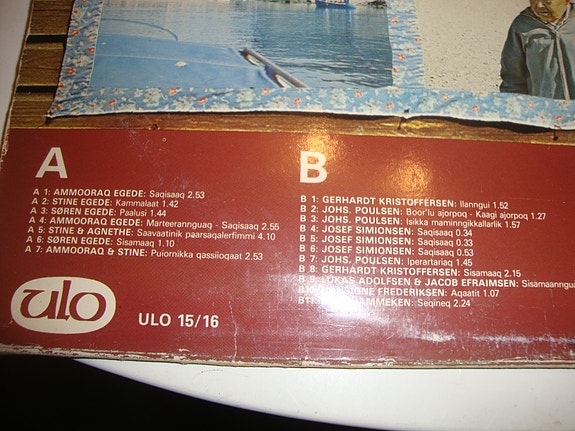 A
A 1: AMMOORAQ EGEDE: Saqisaaq 2.53
A 2: STINE EGEDE: Kammalaat 1.42
A 3: SØREN EGEDE: Paalusi 1.44
A 4: AMMOORAQ EGEDE: Marteerannguaq - Saqisaaq 2.55
A 5: STINE & AGNETHE: Saavaatinik paarsaqalerfimmi 4.10
A 6: SØREN EGEDE: Sisamaaq 1.10
A 7: AMMOORAQ & STINE: Puiornikka qassiioqaat 2.53
ulo
ULO 15/16
B
B 1: GERHARDT KRISTOFFERSEN: Ilanngui 1.52
B 2: JOHS. POULSEN: Boor'lu ajorpoq - Kaagi ajorpoq 1.27
B 3: JOHS. POULSEN: Isikka maminngikkallarlik 1.57
B 4: JOSEF SIMIONSEN: Saqisaaq 0.34
B 5: JOSEF SIMIONSEN: Saqisaaq 0.33
B 6: JOSEF SIMIONSEN: Saqisaaq 0.53
B 7: JOHS. POULSEN: Iperartariaq 1.45
B 8: GERHARDT KRISTOFFERSEN: Sisamaaq 2.15
B 9: LUKAS ADOLFSEN & JACOB EFRAIMSEN:
B10: FREDERIKSEN: Aqaatit 1.07
B11: AMMEKEN: Seqineq 2.24